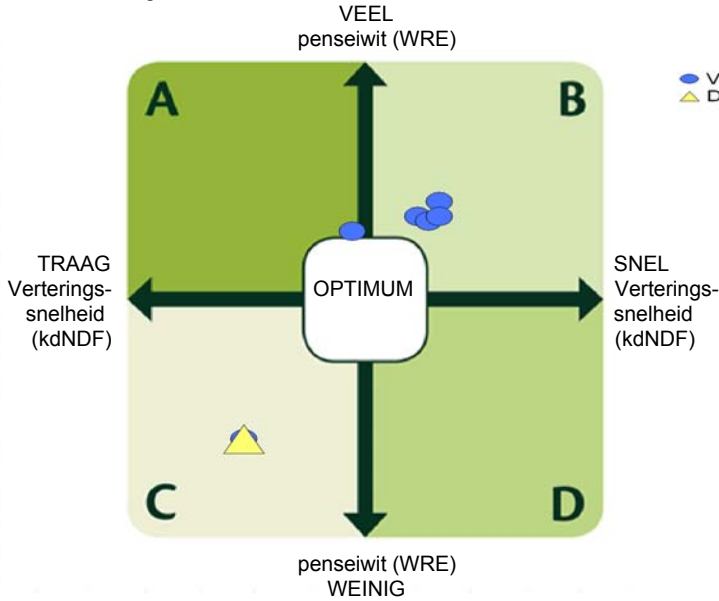 VEEL
penseiwit (WRE)
A
B
V
D
TRAAG
Verterings-
snelheid
(kdNDF)
OPTIMUM
SNEL
Verterings-
snelheid
(kdNDF)
C
D
penseiwit (WRE)
WEINIG